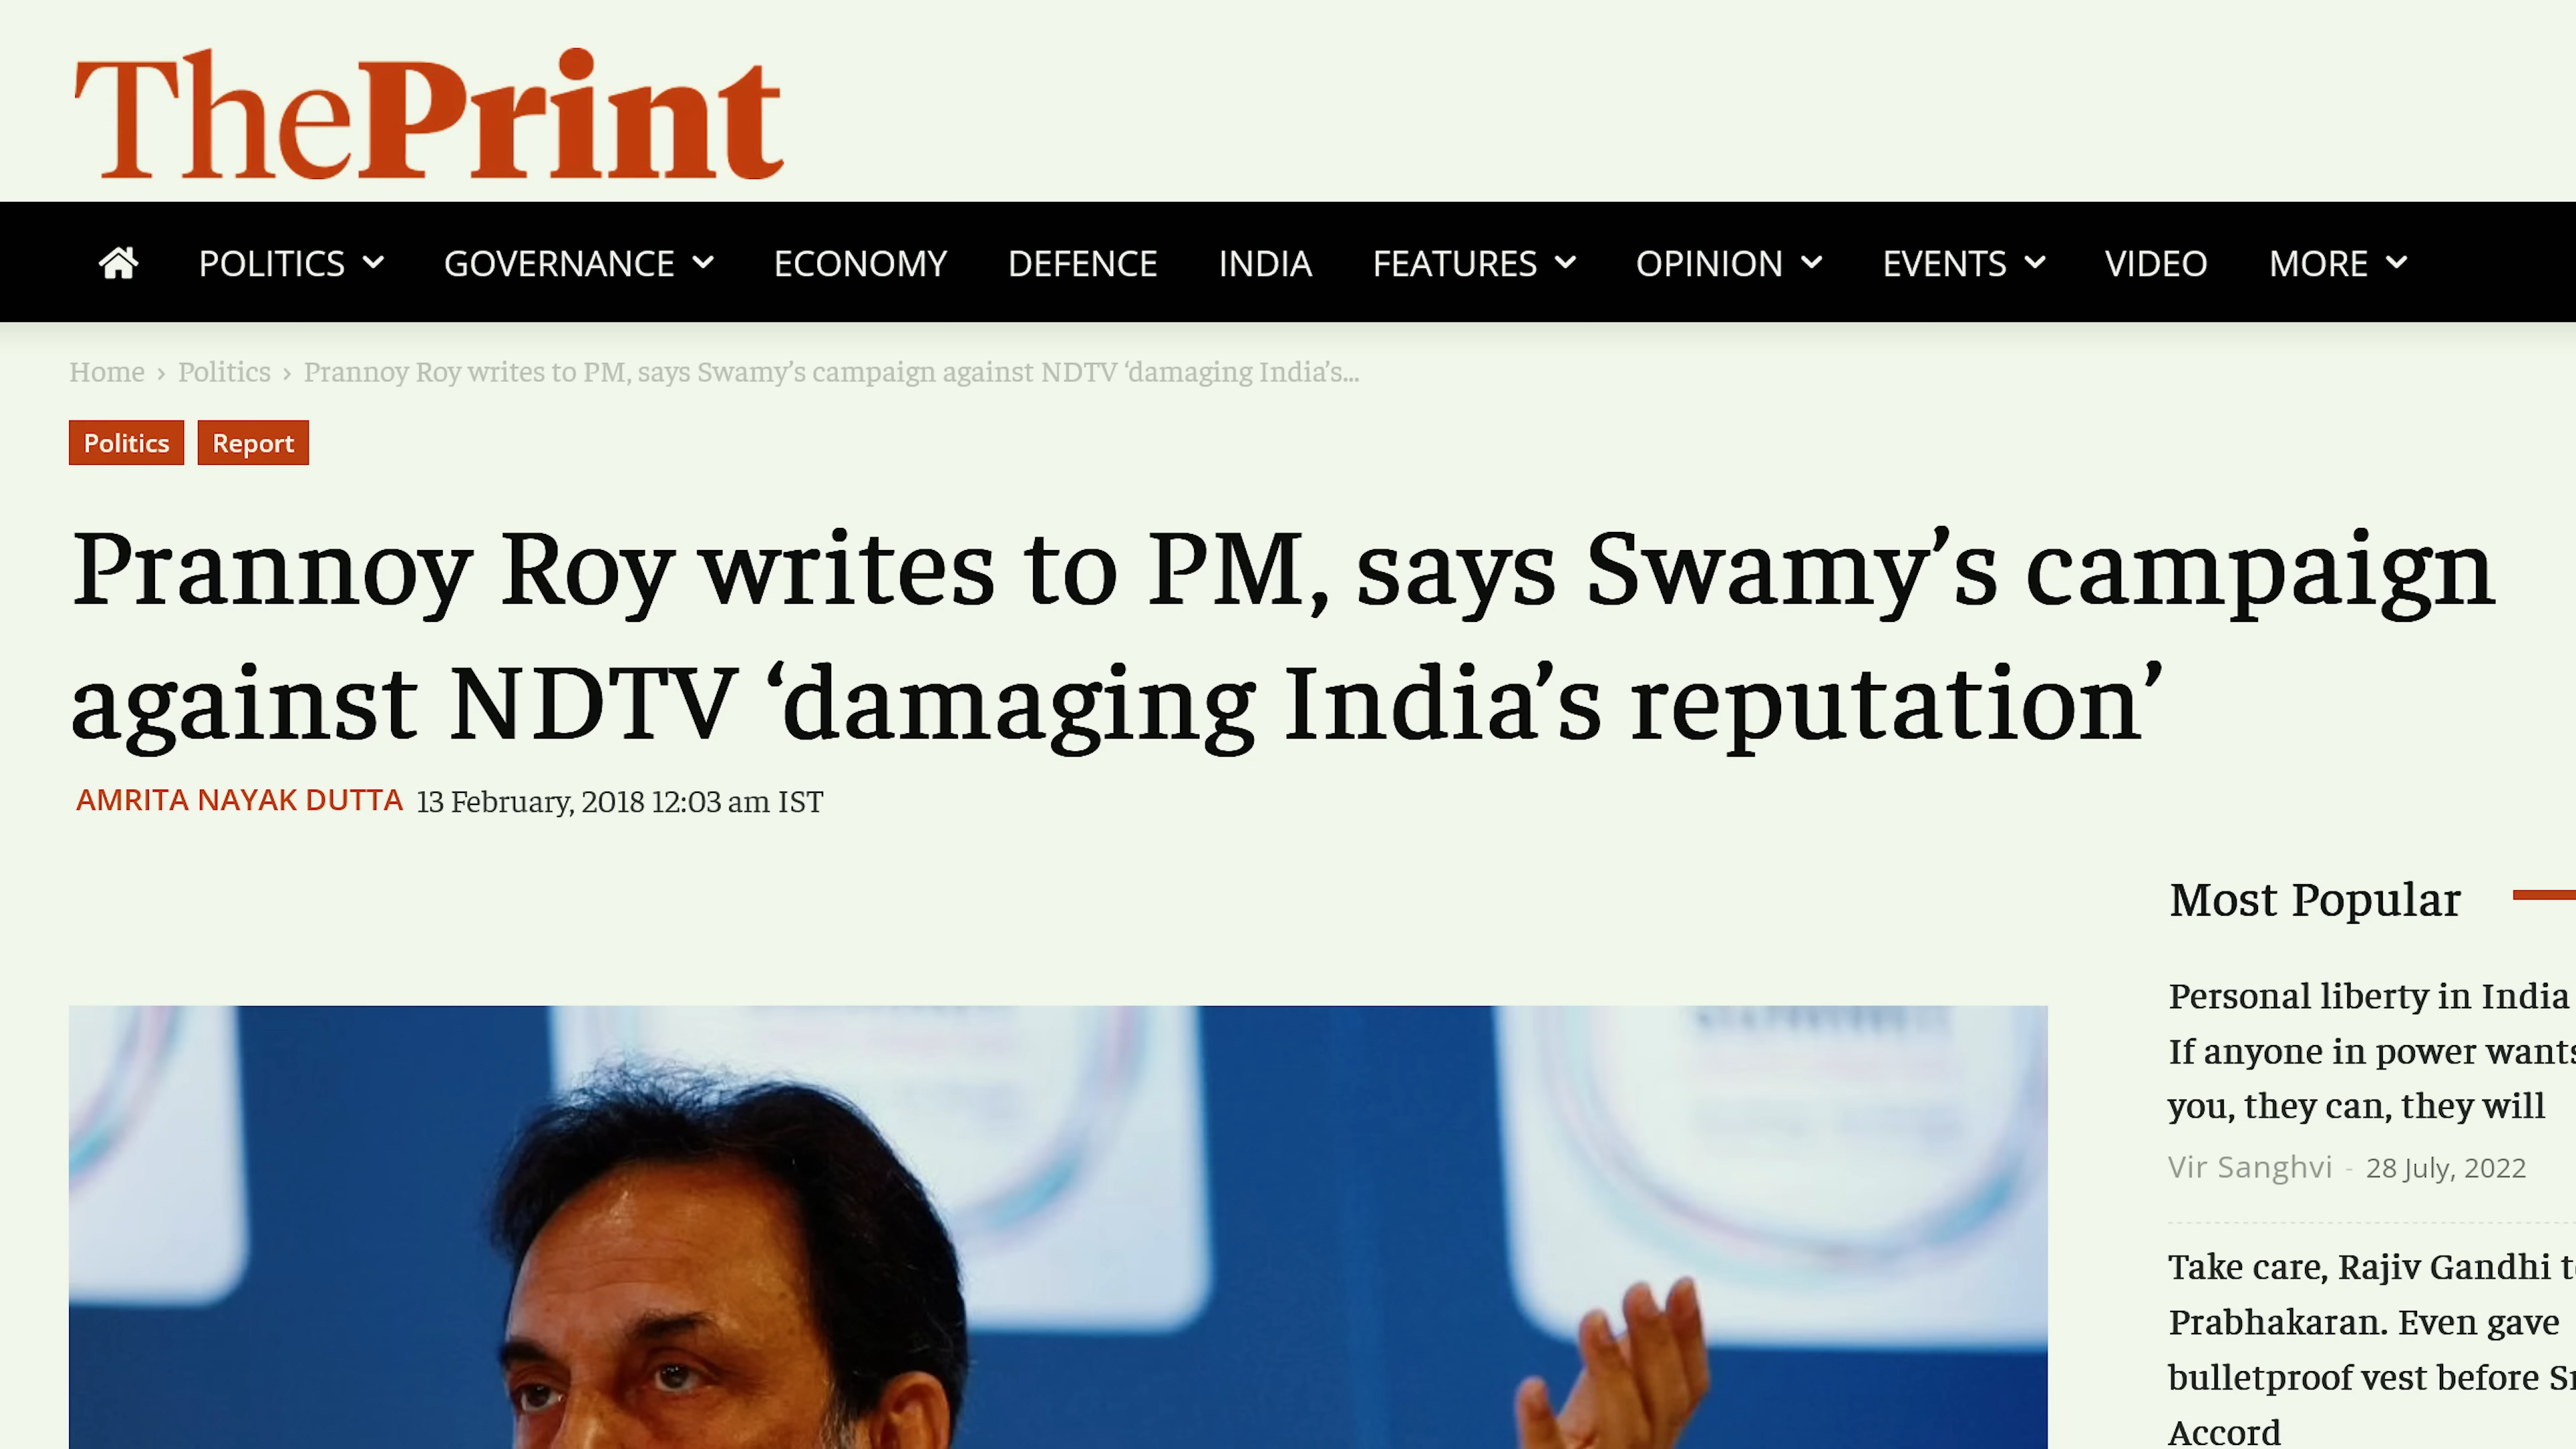 ThePrint
POLITICS GOVERNANCE ECONOMY DEFENCE INDIA FEATURES OPINION EVENTS VIDEO MORE
Home › Politics › Prannoy Roy writes to PM, says Swamy’s campaign against NDTV ‘damaging India’s...
Politics Report
Prannoy Roy writes to PM, says Swamy’s campaign
against NDTV ‘damaging India’s reputation’
AMRITA NAYAK DUTTA 13 February, 2018 12:03 am IST
Most Popular
Personal liberty in India
If anyone in power wants
you, they can, they will
Vir Sanghvi - 28 July, 2022
Take care, Rajiv Gandhi
Prabhakaran. Even gave
bulletproof vest before
Accord